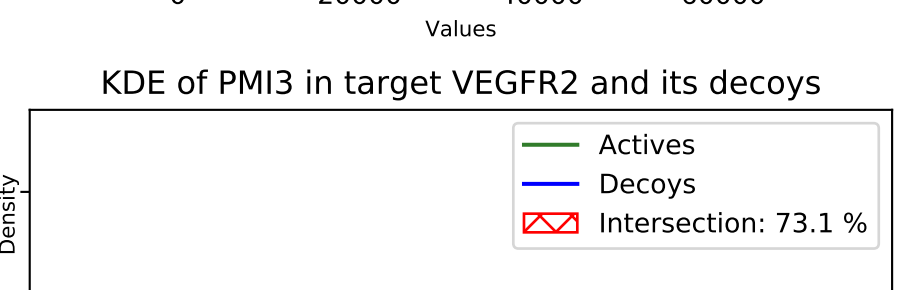 Values
KDE of PMI3 in target VEGFR2 and its decoys
Actives
Decoys
Intersection: 73.1 %
Density